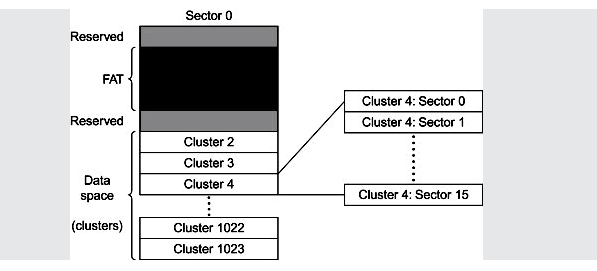 Sector 0
Reserved
FAT
Reserved
Cluster 2
Cluster 3
Cluster 4
Data
space
(clusters)
Cluster 1022
Cluster 1023
Cluster 4: Sector 0
Cluster 4: Sector 1
Cluster 4: Sector 15